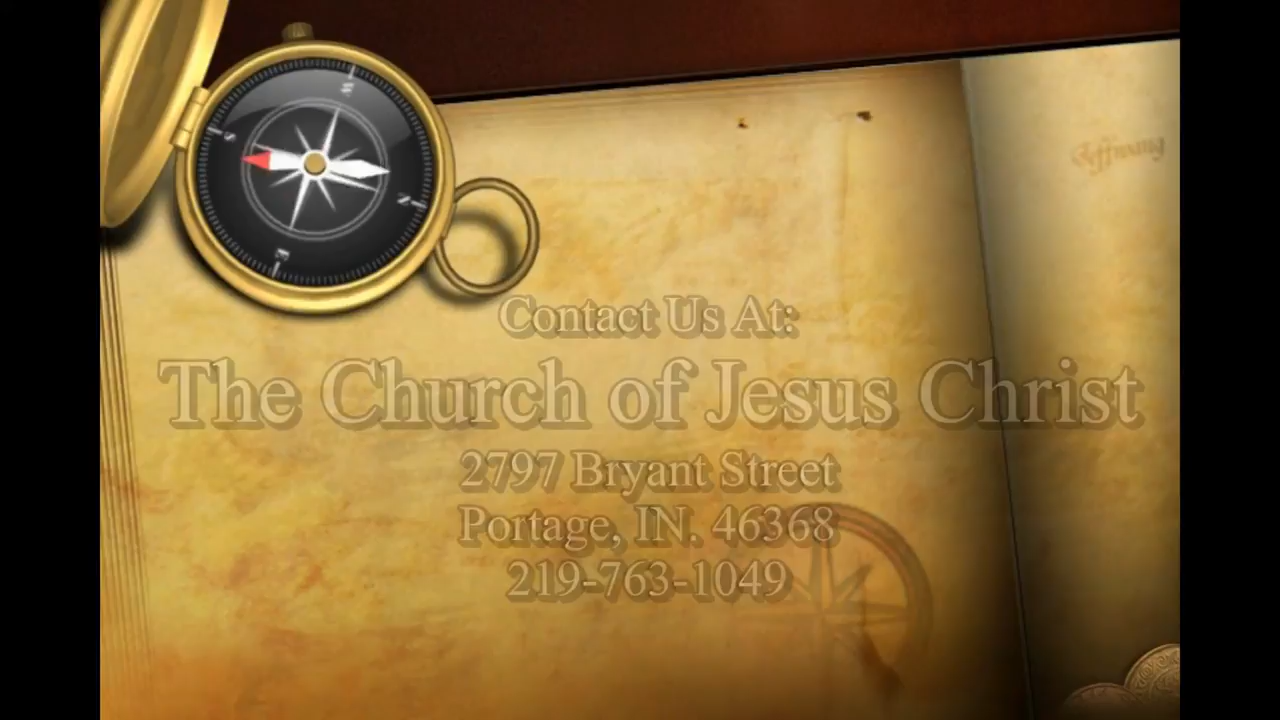 Contact Us At:
The Church of Jesus Christ
2797 Bryant Street
Portage, IN. 46368
219-763-1049